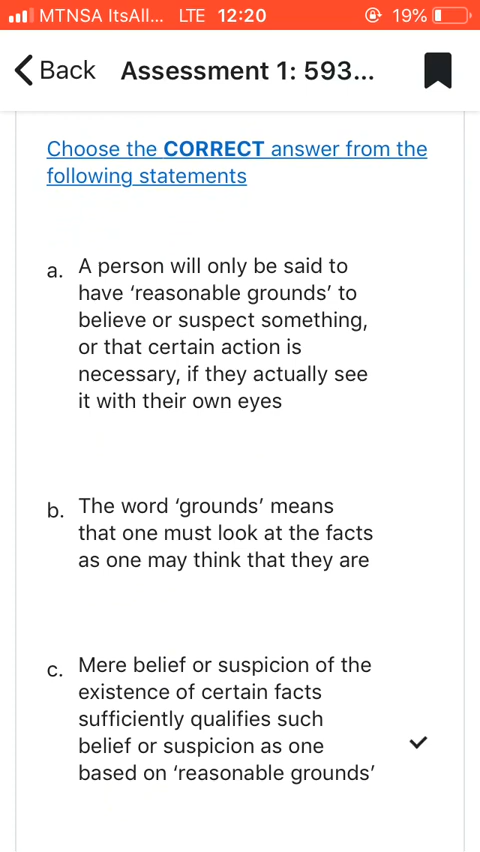 MTNSA ItsAll... LTE 12:20 19%
Back Assessment 1: 593...
Choose the CORRECT answer from the
following statements
a. A person will only be said to
have ‘reasonable grounds’ to
believe or suspect something,
or that certain action is
necessary, if they actually see
it with their own eyes
b. The word ‘grounds’ means
that one must look at the facts
as one may think that they are
c. Mere belief or suspicion of the
existence of certain facts
sufficiently qualifies such
belief or suspicion as one
based on ‘reasonable grounds’